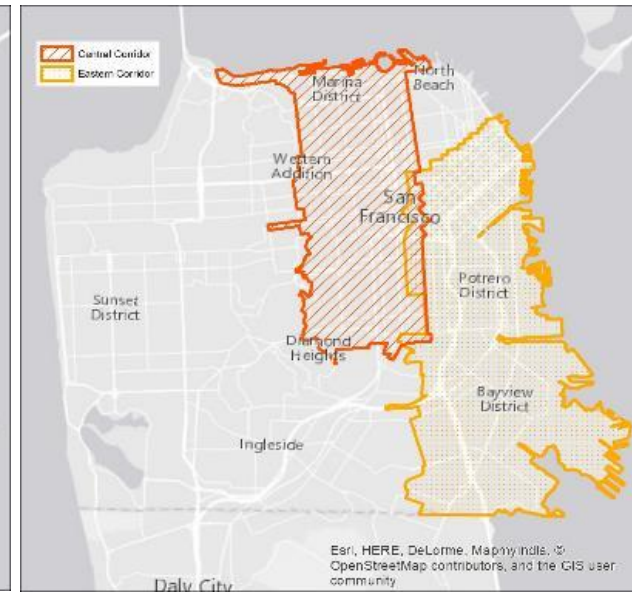 Central Corridor
Eastern Corridor
Marina
District
North
Beach
Western
Addition
San
Francisco
Sunset
District
Potrero
District
Diamond
Heights
Bayview
District
Ingleside
Esri, HERE, DeLorme, MapmyIndia, ©
OpenStreetMap contributors, and the GIS user
community
Daly City